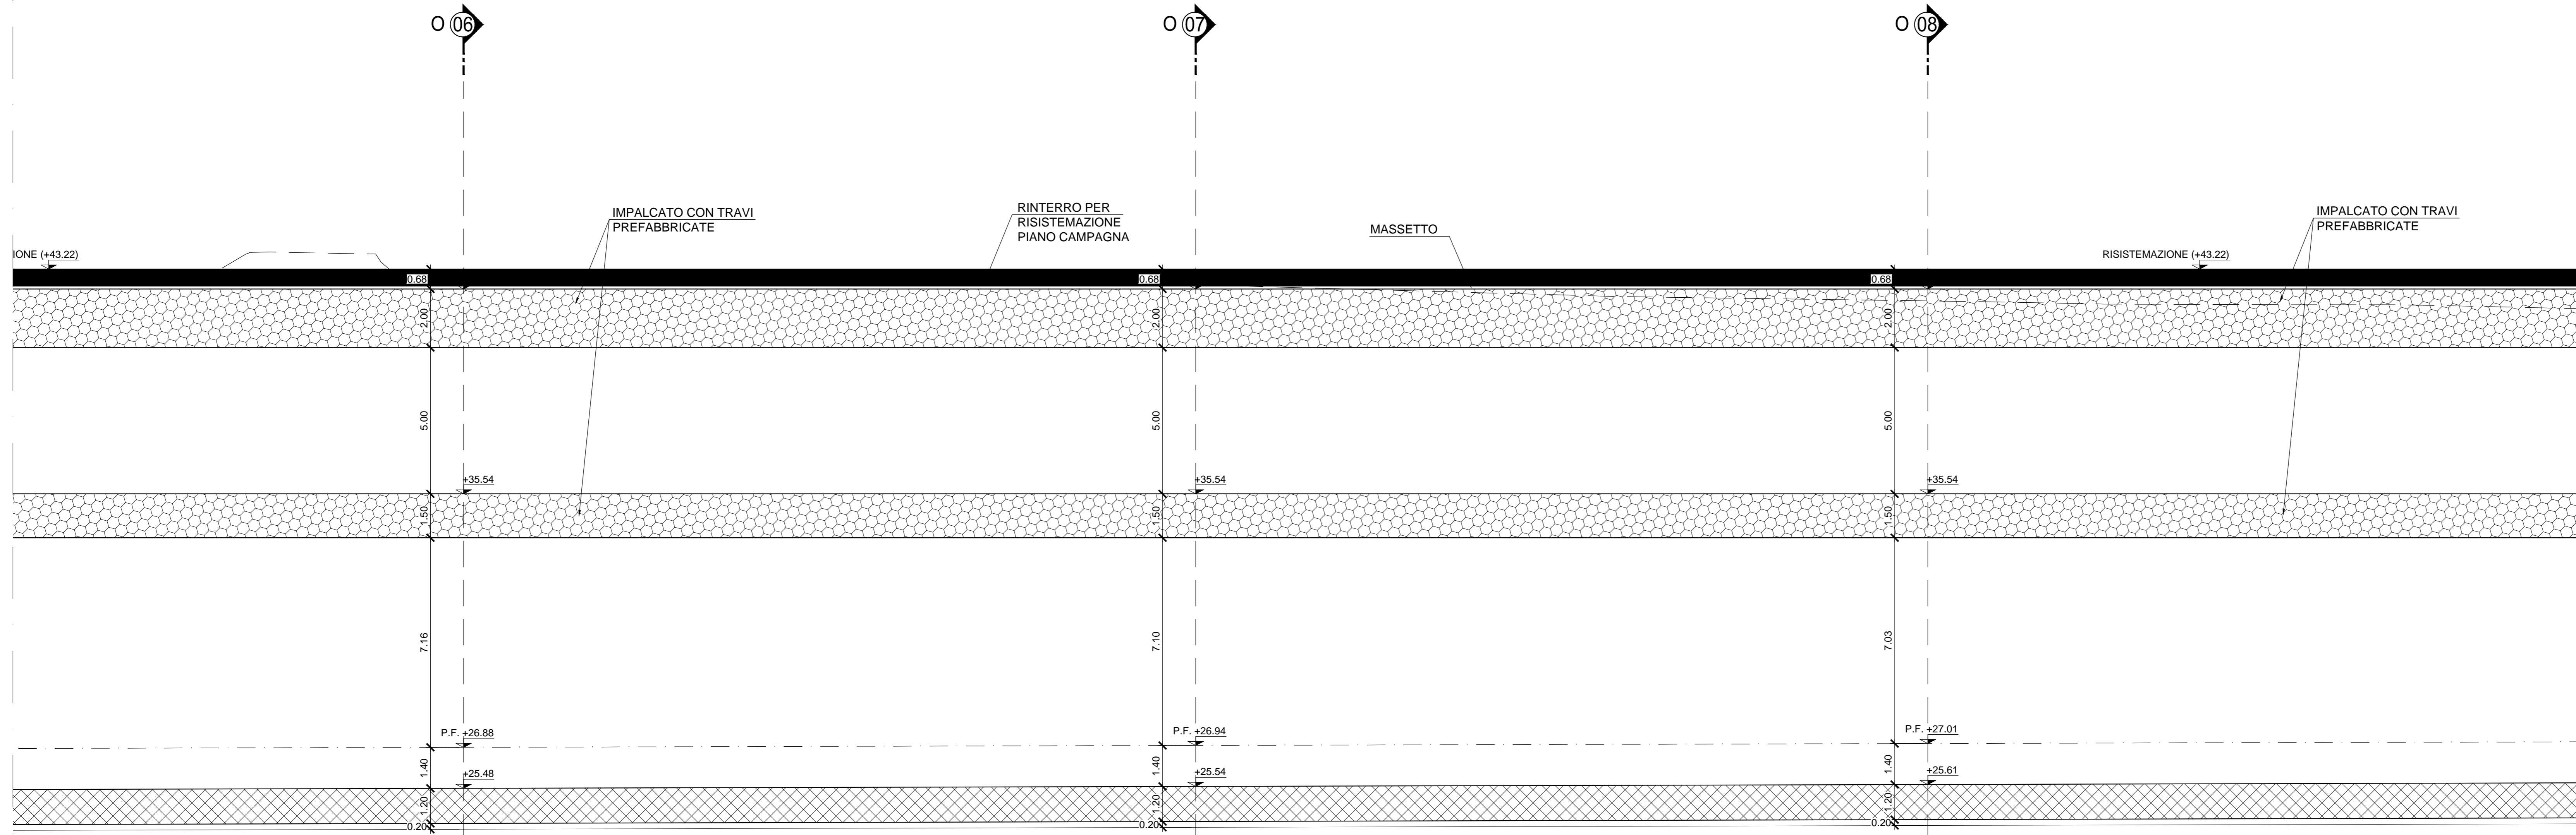 O 06
O 07
O 08
IMPALCATO CON TRAVI
PREFABBRICATE
RINTERRO PER
RISISTEMAZIONE
PIANO CAMPAGNA
MASSETTO
IMPALCATO CON TRAVI
PREFABBRICATE
IONE (+43.22)
RISISTEMAZIONE (+43.22)
0.68
0.68
0.68
2.00
2.00
2.00
5.00
5.00
5.00
+35.54
+35.54
+35.54
1.50
1.50
1.50
7.16
7.10
7.03
P.F. +26.88
P.F. +26.94
P.F. +27.01
1.40
+25.48
1.40
+25.54
1.40
+25.61
1.20
1.20
1.20
0.20
0.20
0.20